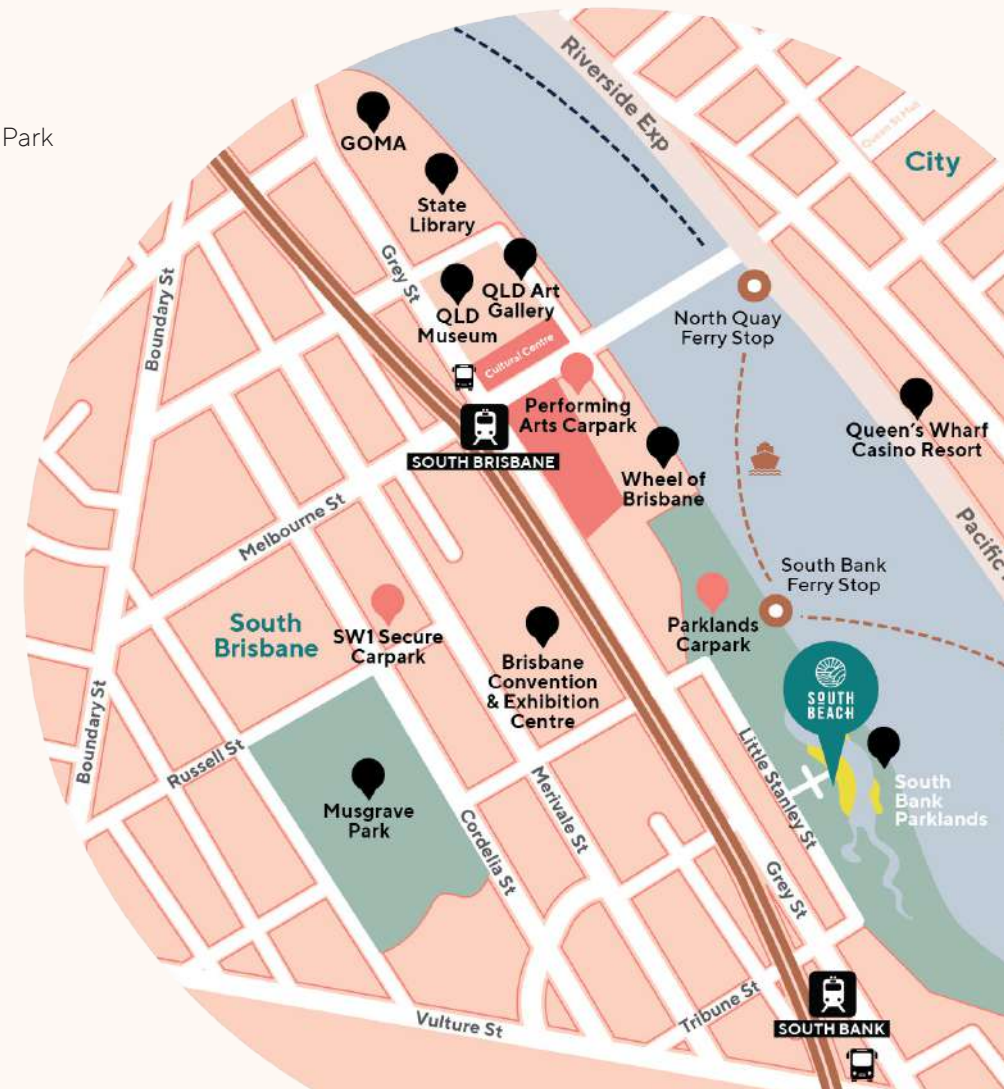 Park
Riverside Exp
Queen St Mall
City
GOMA
State
Library
Grey St
QLD Art
Gallery
QLD
Museum
Boundary St
Cultural Centre
North Quay
Ferry Stop
Performing
Arts Carpark
Queen's Wharf
Casino Resort
SOUTH BRISBANE
Wheel of
Brisbane
Melbourne St
Pacific
South Bank
Ferry Stop
South
Brisbane
SW1 Secure
Carpark
Parklands
Carpark
Brisbane
Convention
& Exhibition
Centre
SOUTH
BEACH
Boundary St
Russell St
Little Stanley St
South
Bank
Parklands
Musgrave
Park
Merivale St
Cordelia St
Grey St
Tribune St
Vulture St
SOUTH BANK